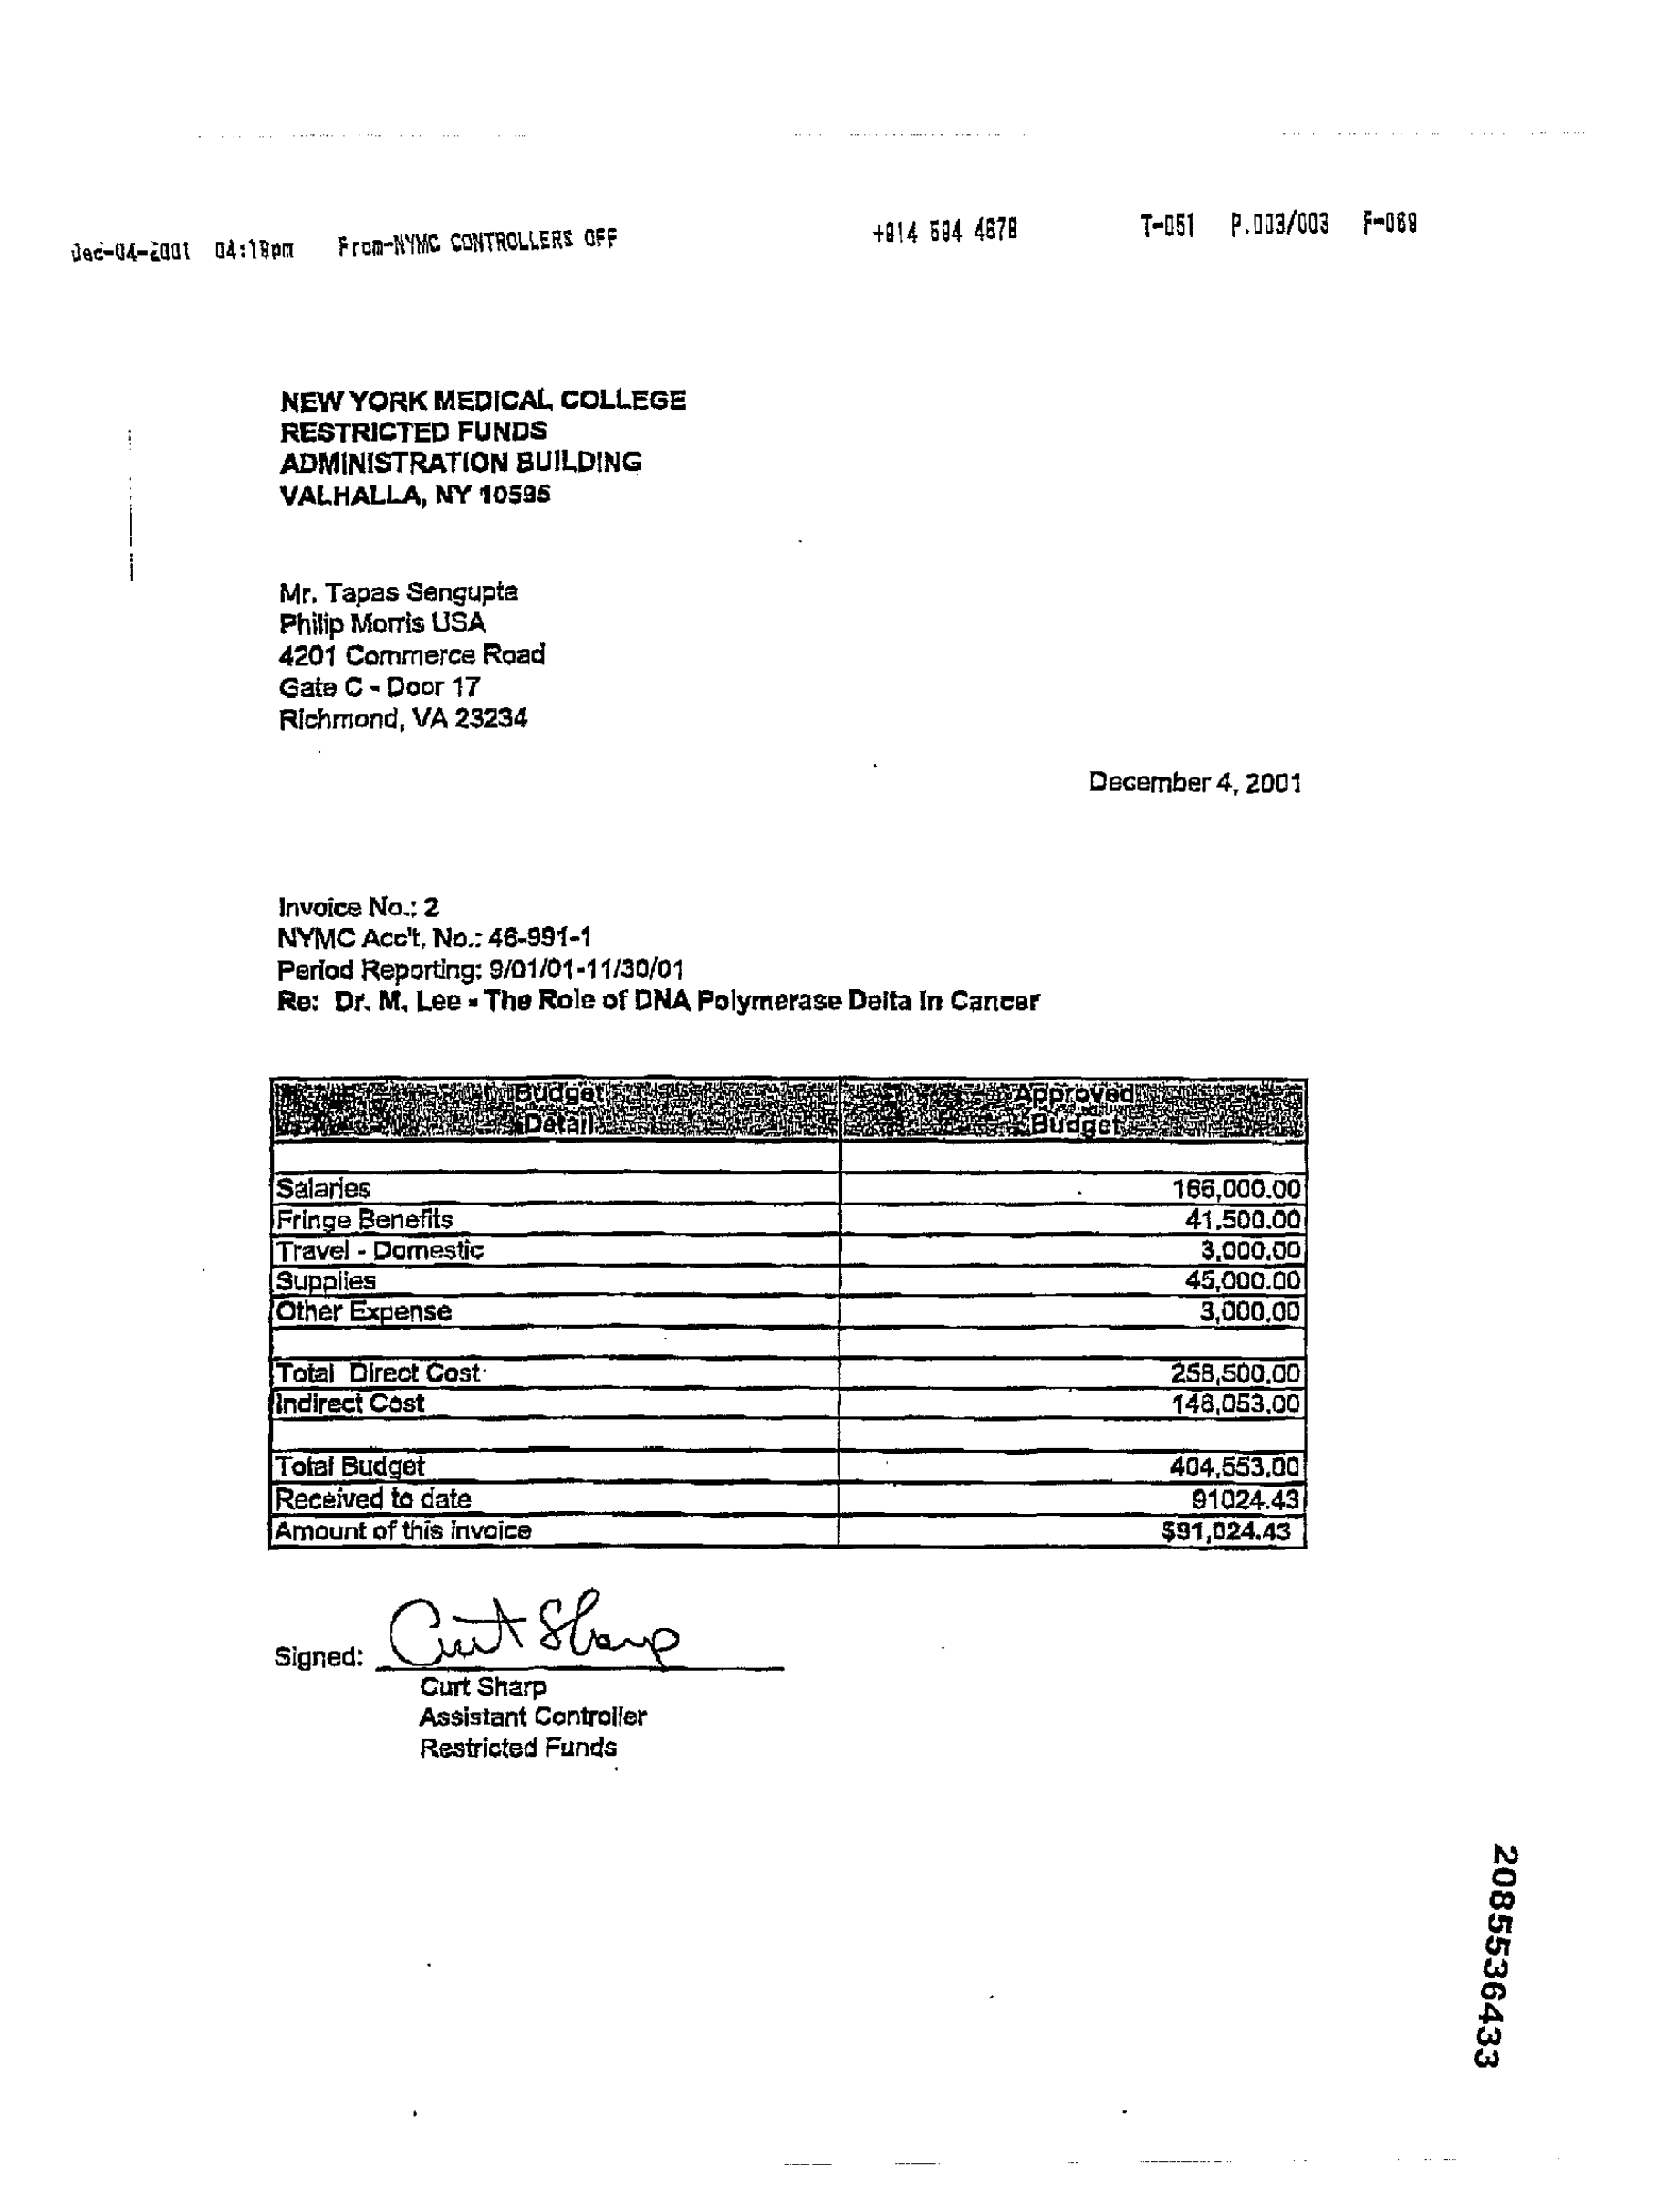 Dec-04-2001 04:18pm From-NYMC CONTROLLERS OFF +914 594 4678 T-051 P.003/003 F-069
NEW YORK MEDICAL COLLEGE
RESTRICTED FUNDS
ADMINISTRATION BUILDING
VALHALLA, NY 10595
Mr. Tapas Sengupta
Philip Morris USA
4201 Commerce Road
Gate C - Door 17
Richmond, VA 23234
December 4, 2001
Invoice No.: 2
NYMC Acc't. No.: 46-991-1
Period Reporting: 9/01/01-11/30/01
Re: Dr. M. Lee - The Role of DNA Polymerase Delta In Cancer
Budget Detail Approved Budget
Salaries 166,000.00
Fringe Benefits 41,500.00
Travel - Domestic 3,000.00
Supplies 45,000.00
Other Expense 3,000.00
Total Direct Cost 258,500.00
Indirect Cost 146,053.00
Total Budget 404,553.00
Received to date 91024.43
Amount of this invoice $91,024.43
Signed: Curt Sharp
Curt Sharp
Assistant Controller
Restricted Funds
2085536433